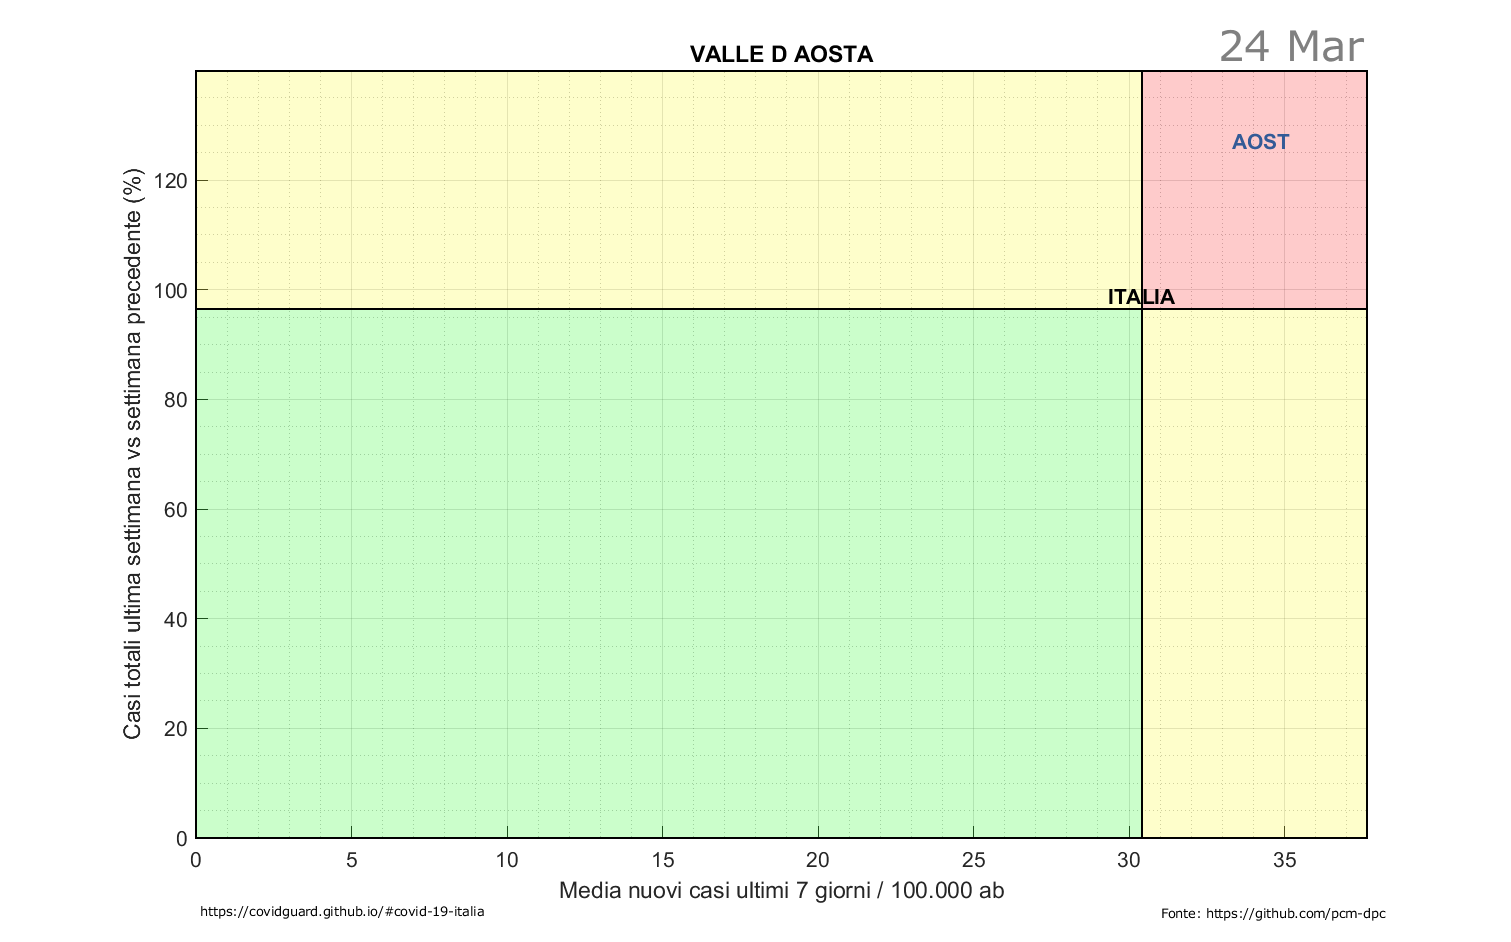 VALLE D AOSTA
24 Mar
AOST
ITALIA
Casi totali ultima settimana vs settimana precedente (%)
120
100
80
60
40
20
0
0 5 10 15 20 25 30 35
Media nuovi casi ultimi 7 giorni / 100.000 ab
https://covidguard.github.io/#covid-19-italia
Fonte: https://github.com/pcm-dpc